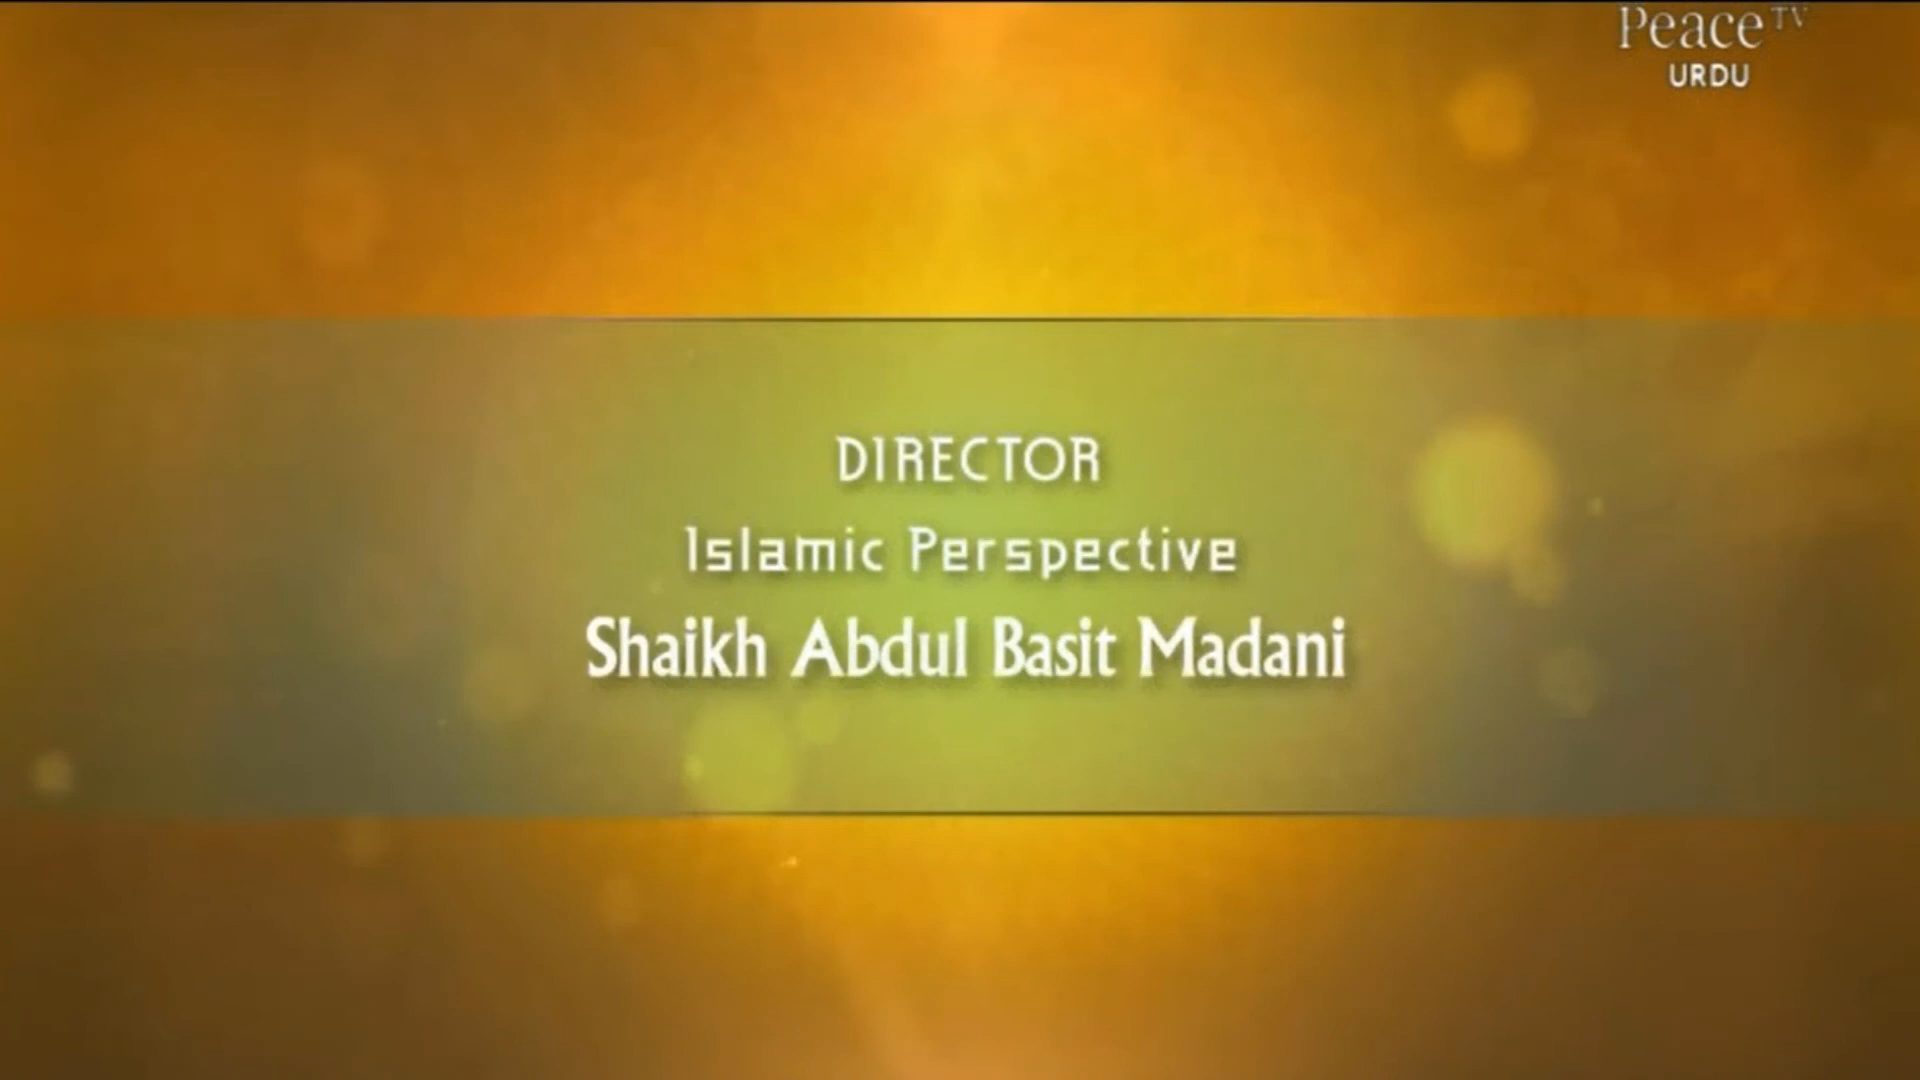 Peace TV
URDU
DIRECTOR
Islamic Perspective
Shaikh Abdul Basit Madani